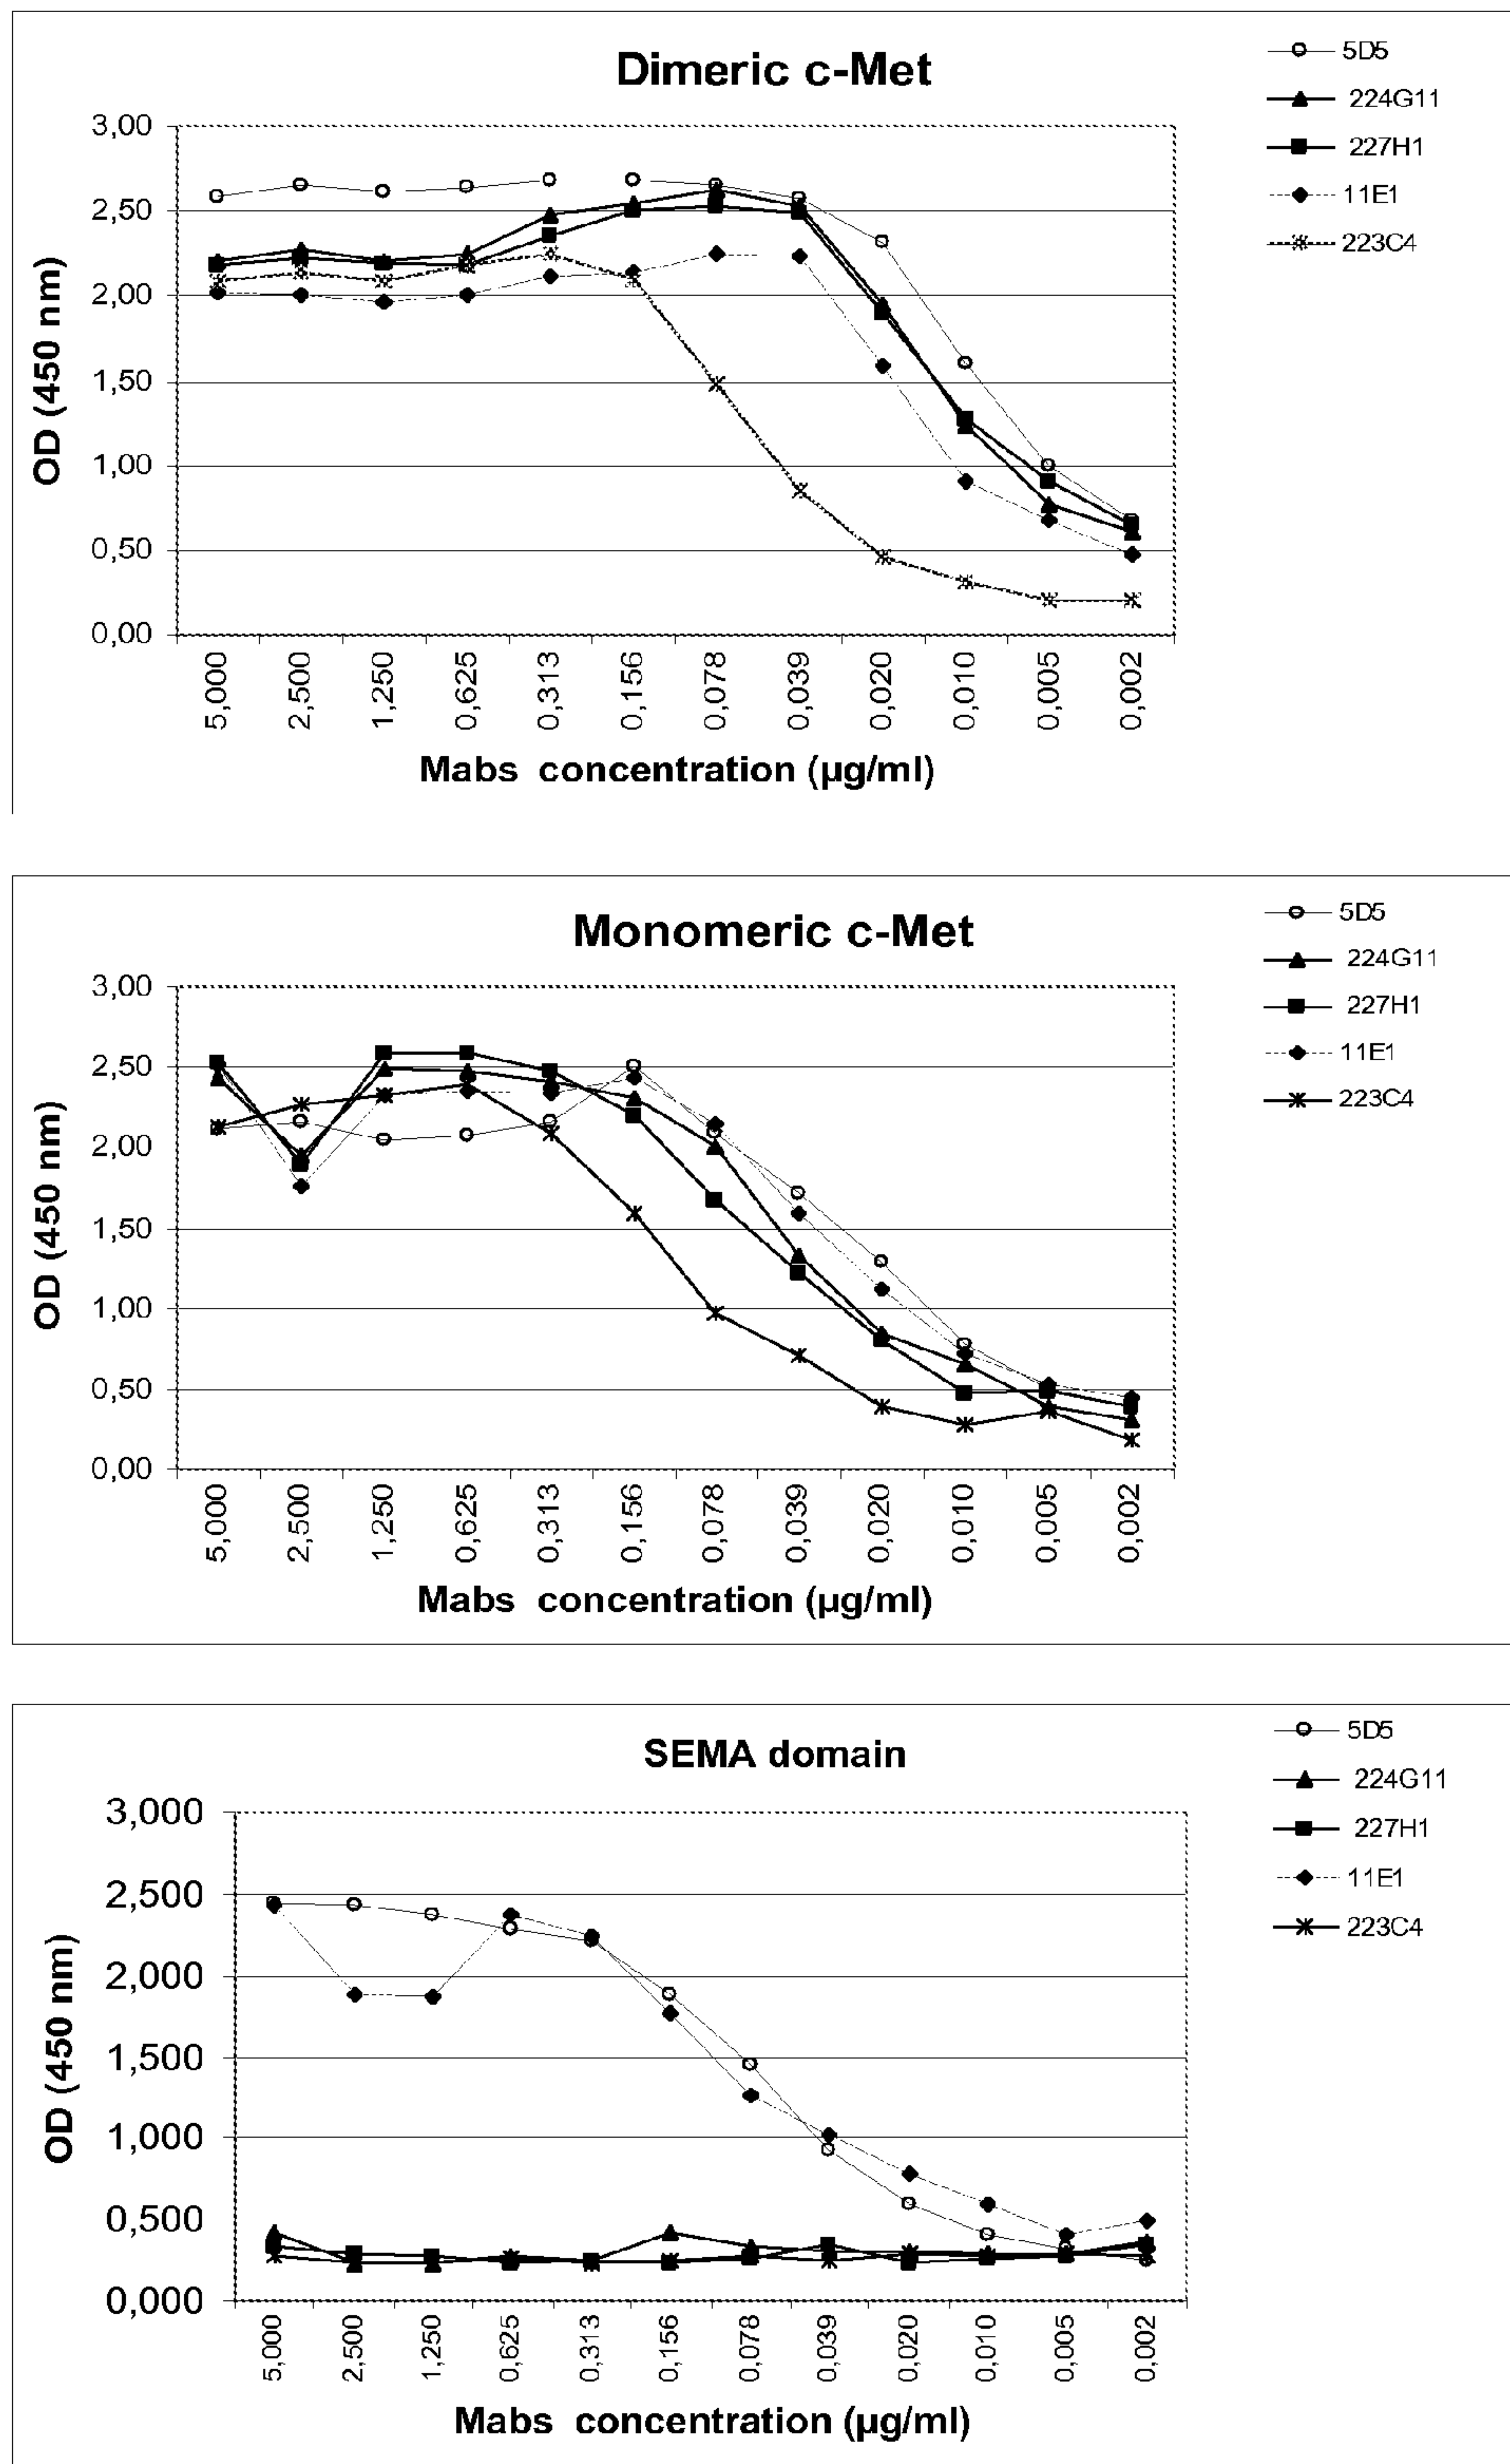 Dimeric c-Met
5D5
224G11
227H1
11E1
223C4
3,00
2,50
2,00
1,50
1,00
0,50
0,00
OD (450 nm)
5,000
2,500
1,250
0,625
0,313
0,156
0,078
0,039
0,020
0,010
0,005
0,002
Mabs concentration (µg/ml)
Monomeric c-Met
5D5
224G11
227H1
11E1
223C4
3,00
2,50
2,00
1,50
1,00
0,50
0,00
OD (450 nm)
5,000
2,500
1,250
0,625
0,313
0,156
0,078
0,039
0,020
0,010
0,005
0,002
Mabs concentration (µg/ml)
SEMA domain
5D5
224G11
227H1
11E1
223C4
3,000
2,500
2,000
1,500
1,000
0,500
0,000
OD (450 nm)
5,000
2,500
1,250
0,625
0,313
0,156
0,078
0,039
0,020
0,010
0,005
0,002
Mabs concentration (µg/ml)